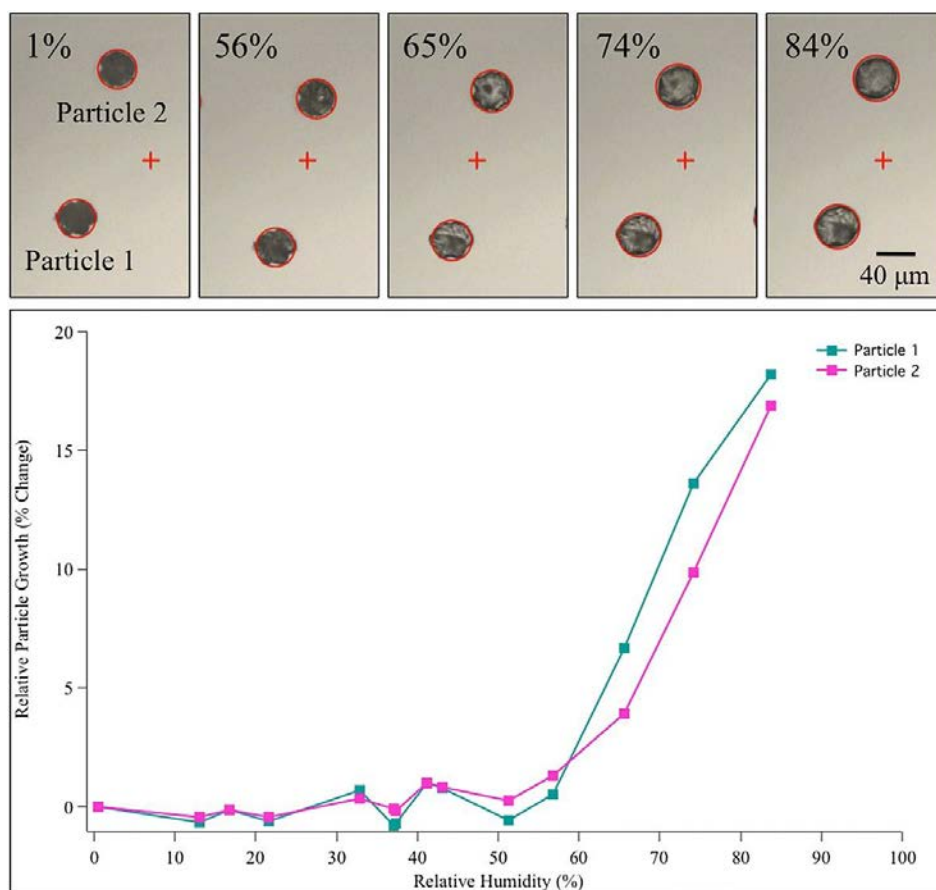 1%
56%
65%
74%
84%
Particle 2
Particle 1
40 μm
20
15
10
5
0
Relative Particle Growth (% Change)
Particle 1
Particle 2
0 10 20 30 40 50 60 70 80 90 100
Relative Humidity (%)